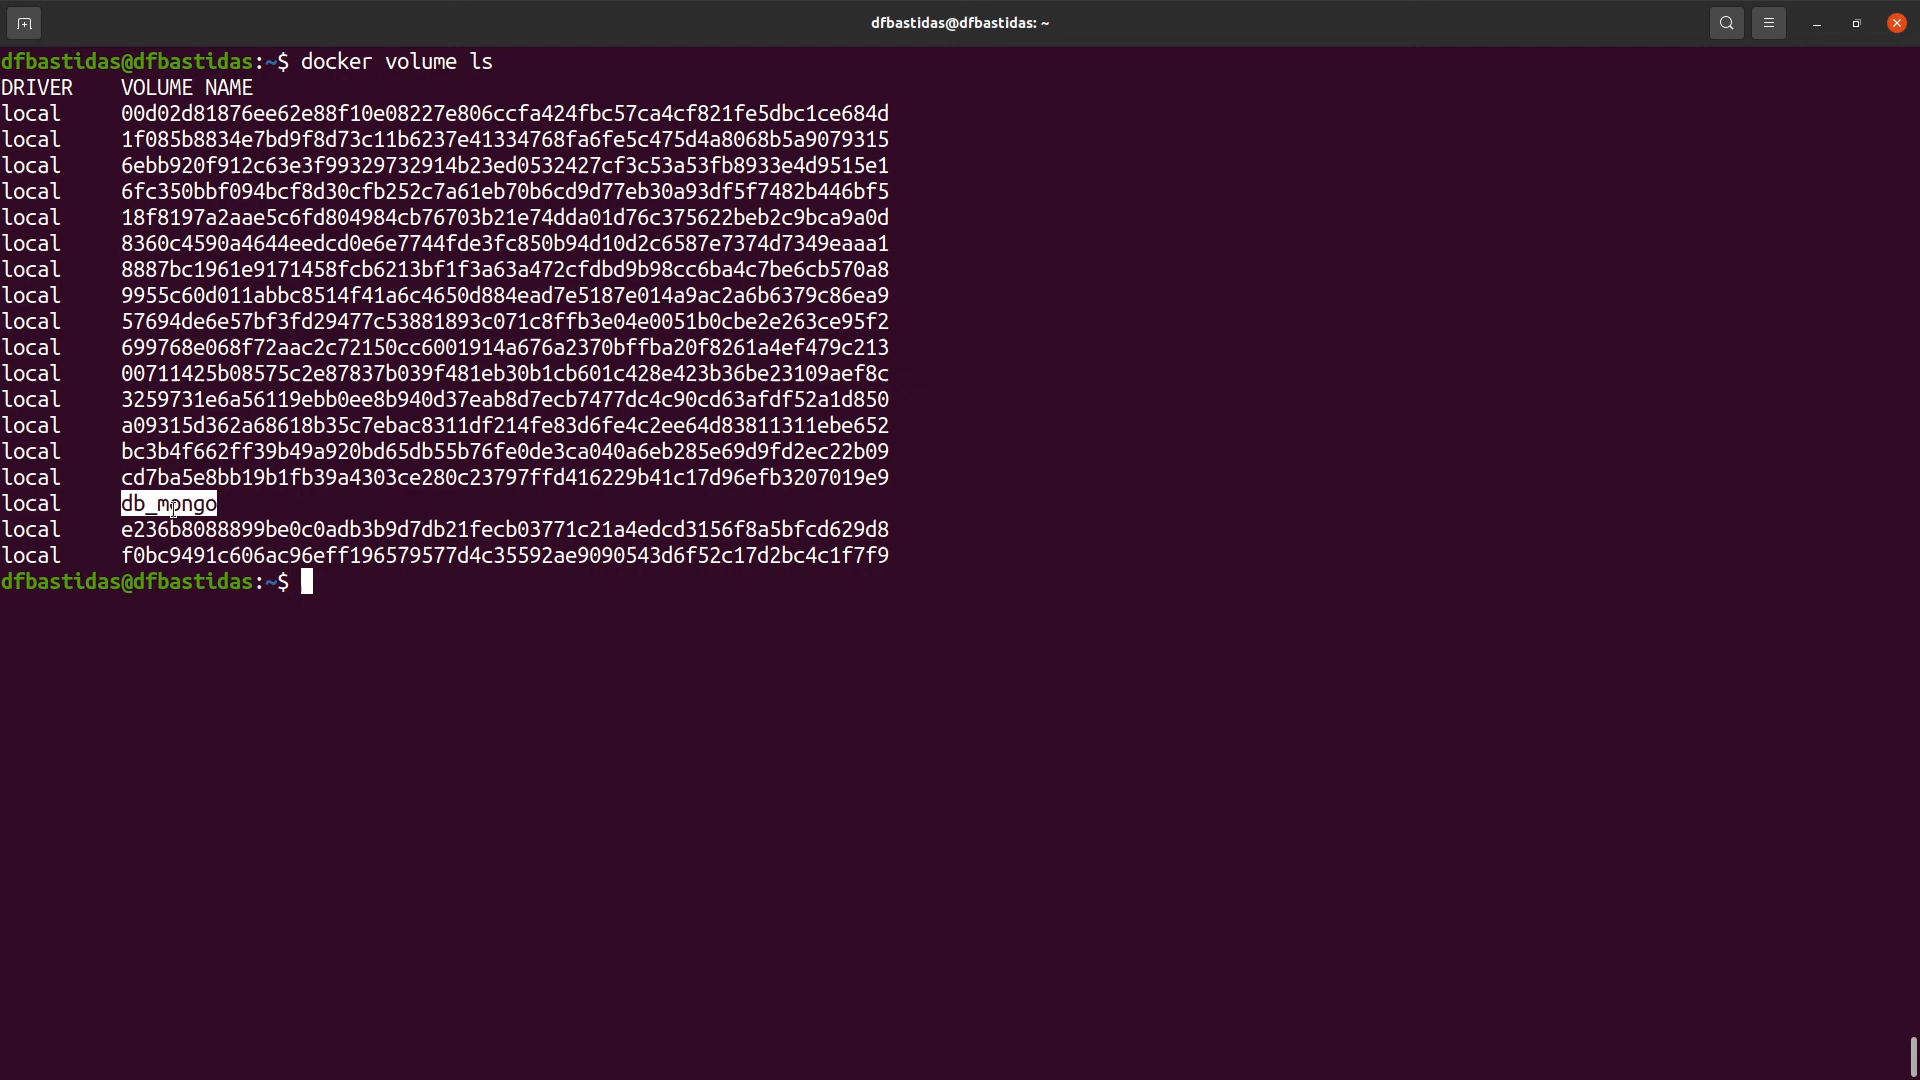 dfbastidas@dfbastidas: ~
dfbastidas@dfbastidas:~$ docker volume ls
DRIVER    VOLUME NAME
local     00d02d81876ee62e88f10e08227e806ccfa424fbc57ca4cf821fe5dbc1ce684d
local     1f085b8834e7bd9f8d73c11b6237e41334768fa6fe5c475d4a8068b5a9079315
local     6ebb920f912c63e3f99329732914b23ed0532427cf3c53a53fb8933e4d9515e1
local     6fc350bbf094bcf8d30cfb252c7a61eb70b6cd9d77eb30a93df5f7482b446bf5
local     18f8197a2aae5c6fd804984cb76703b21e74dda01d76c375622beb2c9bca9a0d
local     8360c4590a4644eedcd0e6e7744fde3fc850b94d10d2c6587e7374d7349eaaa1
local     8887bc1961e9171458fcb6213bf1f3a63a472cfdbd9b98cc6ba4c7be6cb570a8
local     9955c60d011abbc8514f41a6c4650d884ead7e5187e014a9ac2a6b6379c86ea9
local     57694de6e57bf3fd29477c53881893c071c8ffb3e04e0051b0cbe2e263ce95f2
local     699768e068f72aac2c72150cc6001914a676a2370bffba20f8261a4ef479c213
local     00711425b08575c2e87837b039f481eb30b1cb601c428e423b36be23109aef8c
local     3259731e6a56119ebb0ee8b940d37eab8d7ecb7477dc4c90cd63afdf52a1d850
local     a09315d362a68618b35c7ebac8311df214fe83d6fe4c2ee64d83811311ebe652
local     bc3b4f662ff39b49a920bd65db55b76fe0de3ca040a6eb285e69d9fd2ec22b09
local     cd7ba5e8bb19b1fb39a4303ce280c23797ffd416229b41c17d96efb3207019e9
local     db_mongo
local     e236b8088899be0c0adb3b9d7db21fecb03771c21a4edcd3156f8a5bfcd629d8
local     f0bc9491c606ac96eff196579577d4c35592ae9090543d6f52c17d2bc4c1f7f9
dfbastidas@dfbastidas:~$